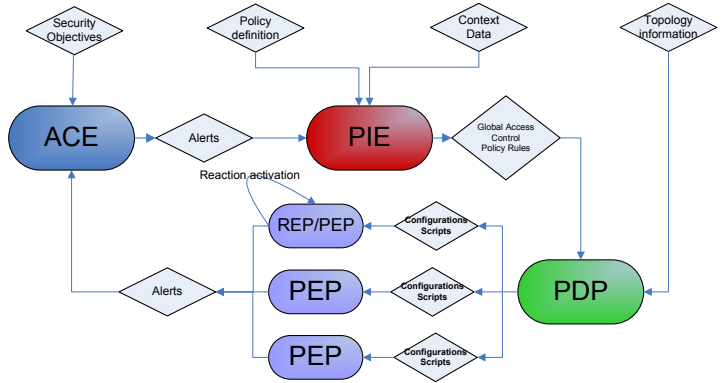 Security
Objectives
Policy
definition
Context
Data
Topology
information
ACE
Alerts
PIE
Global Access
Control
Policy Rules
Reaction activation
REP/PEP
Configurations
Scripts
Alerts
PEP
Configurations
Scripts
PDP
PEP
Configurations
Scripts